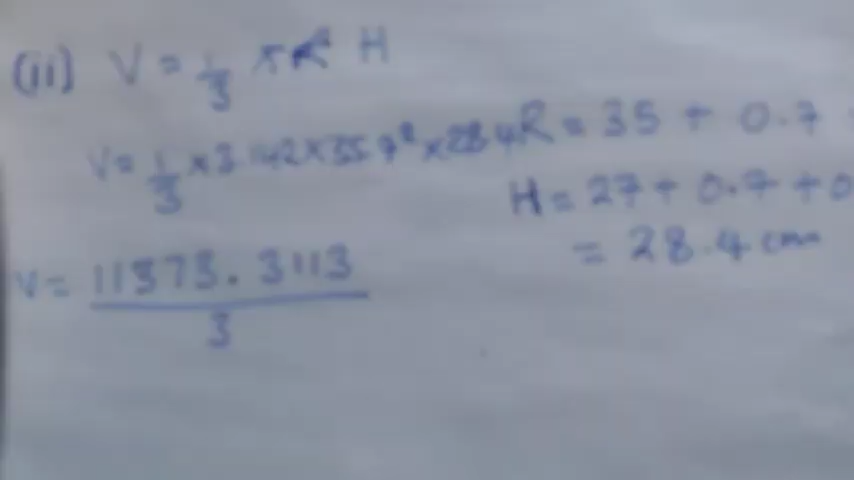 (ii) V = 1/3 πR² H
V = 1/3 × 3.142 × 35.7² × 28.4
R = 35 + 0.7
H = 27 + 0.7 + 0
= 28.4 cm
V = 11373.3113 / 3